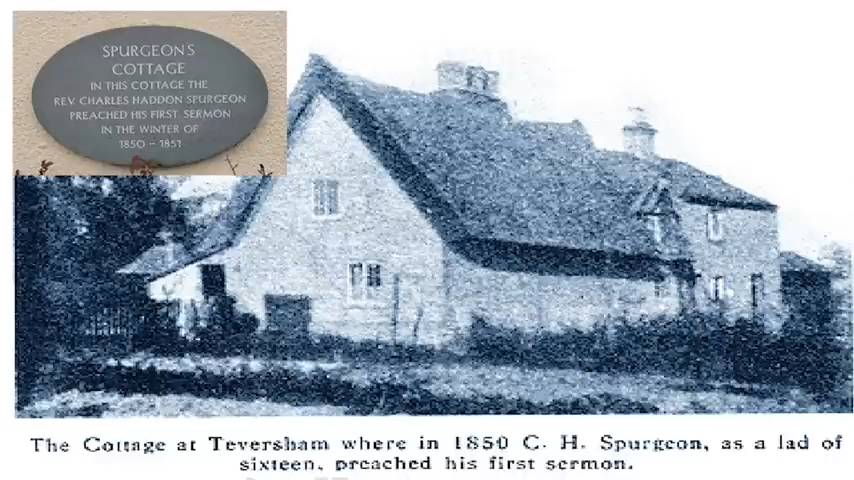 SPURGEON'S
COTTAGE
IN THIS COTTAGE THE
REV. CHARLES HADDON SPURGEON
PREACHED HIS FIRST SERMON
IN THE WINTER OF
1850 - 1851
The Cottage at Teversham where in 1850 C. H. Spurgeon, as a lad of
sixteen, preached his first sermon.